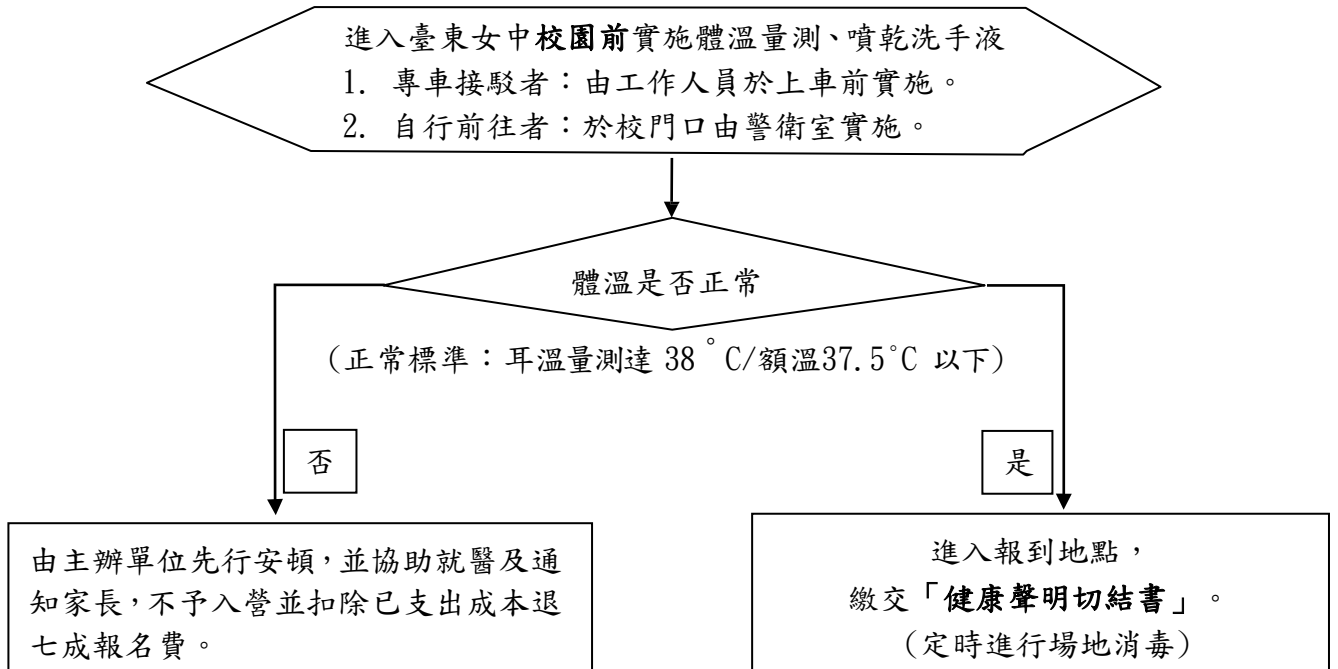 進入臺東女中校園前實施體溫量測、噴乾洗手液
1. 專車接駁者：由工作人員於上車前實施。
2. 自行前往者：於校門口由警衛室實施。
體溫是否正常
（正常標準：耳溫量測達 38°C/額溫37.5°C 以下）
否
是
由主辦單位先行安頓，並協助就醫及通
知家長，不予入營並扣除已支出成本退
七成報名費。
進入報到地點，
繳交「健康聲明切結書」。
（定時進行場地消毒）